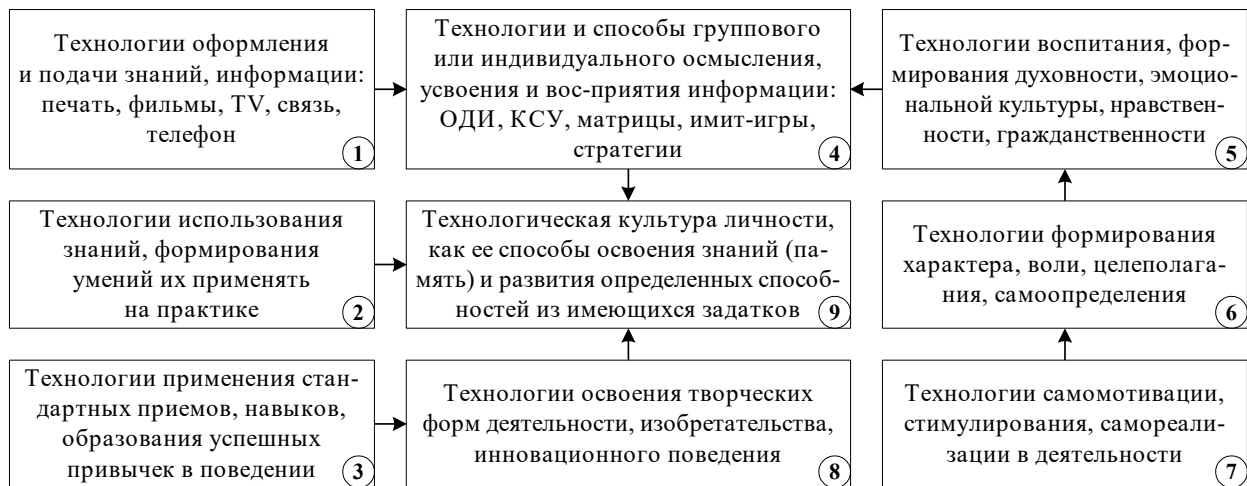 Технологии оформления
и подачи знаний, информации:
печать, фильмы, TV, связь,
телефон
1
Технологии и способы группового
или индивидуального осмысления,
усвоения и вос-приятия информации:
ОДИ, КСУ, матрицы, имит-игры,
стратегии
4
Технологии воспитания, фор-
мирования духовности, эмоцио-
нальной культуры, нравствен-
ности, гражданственности
5
Технологии использования
знаний, формирования
умений их применять
на практике
2
Технологическая культура личности,
как ее способы освоения знаний (па-
мять) и развития определенных способ-
ностей из имеющихся задатков
9
Технологии формирования
характера, воли, целеполага-
ния, самоопределения
6
Технологии применения стан-
дартных приемов, навыков,
образования успешных
привычек в поведении
3
Технологии освоения творческих
форм деятельности, изобретательства,
инновационного поведения
8
Технологии самомотивации,
стимулирования, самореали-
зации в деятельности
7